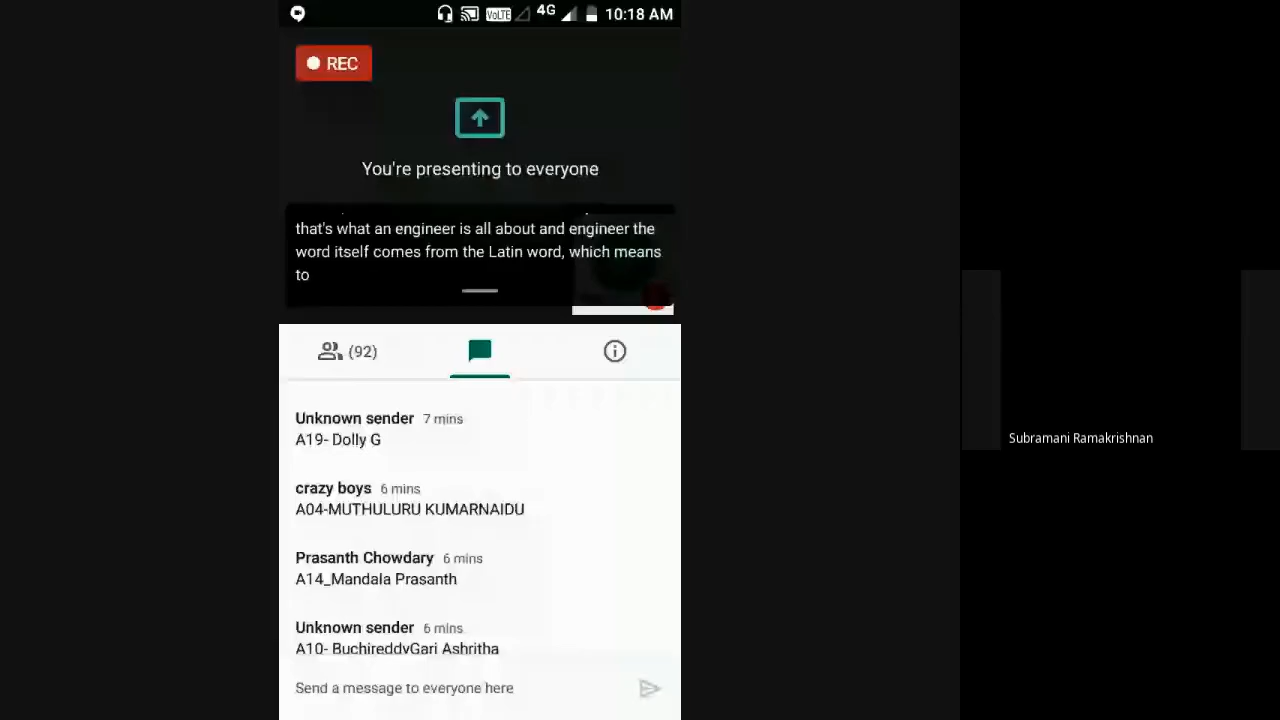 VoLTE 4G 10:18 AM
REC
You're presenting to everyone
that's what an engineer is all about and engineer the
word itself comes from the Latin word, which means
to
(92)
Unknown sender 7 mins
A19- Dolly G
crazy boys 6 mins
A04-MUTHULURU KUMARNAIDU
Prasanth Chowdary 6 mins
A14_Mandala Prasanth
Unknown sender 6 mins
A10- BuchireddyGari Ashritha
Send a message to everyone here
Subramani Ramakrishnan